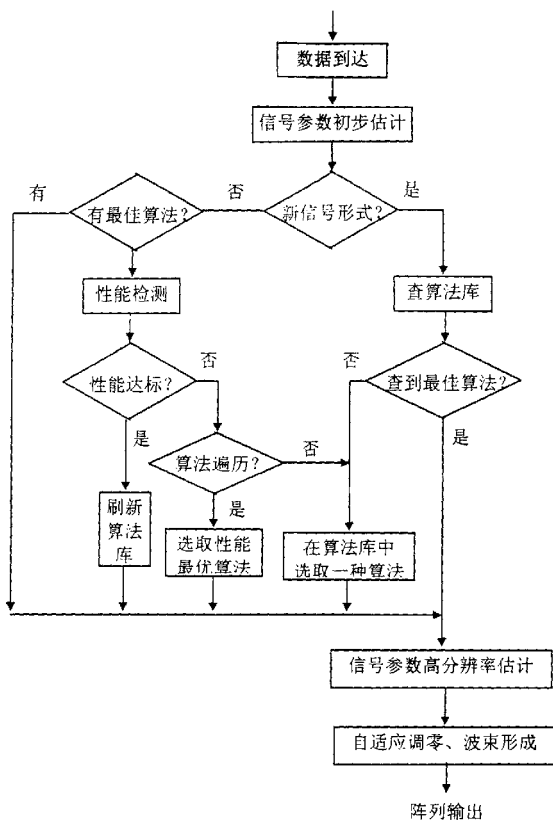 数据到达
信号参数初步估计
有
否
是
有最佳算法?
新信号形式?
性能检测
查算法库
否
否
性能达标?
查到最佳算法?
是
算法遍历?
否
是
刷新
算法
库
是
选取性能
最优算法
在算法库中
选取一种算法
信号参数高分辨率估计
自适应调零、波束形成
阵列输出